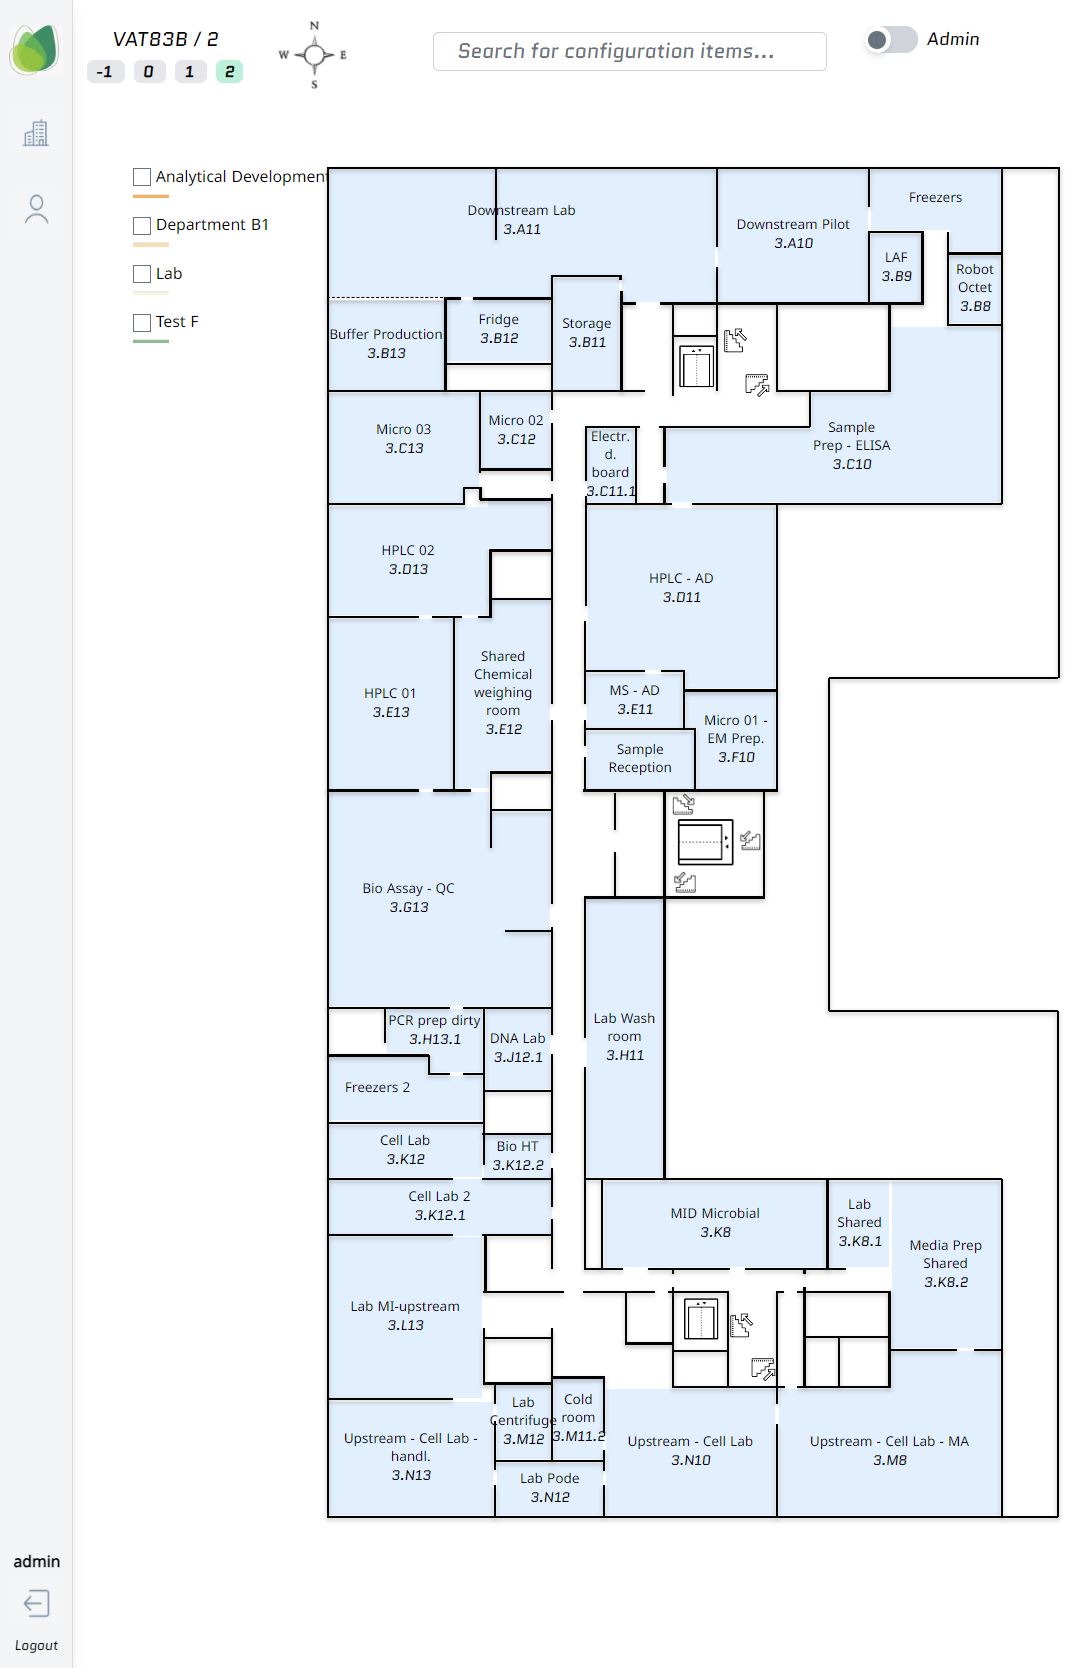 VAT83B / 2
-1 0 1 2
N
W E
S
Search for configuration items...
Admin
Analytical Development
Department B1
Lab
Test F
Downstream Lab
3.A11
Downstream Pilot
3.A10
Freezers
LAF
3.B9
Robot
Octet
3.B8
Buffer Production
3.B13
Fridge
3.B12
Storage
3.B11
Micro 03
3.C13
Micro 02
3.C12
Electr.
d.
board
3.C11.1
Sample
Prep - ELISA
3.C10
HPLC 02
3.D13
HPLC - AD
3.D11
HPLC 01
3.E13
Shared
Chemical
weighing
room
3.E12
MS - AD
3.E11
Micro 01 -
EM Prep.
3.F10
Sample
Reception
Bio Assay - QC
3.G13
PCR prep dirty
3.H13.1
DNA Lab
3.J12.1
Lab Wash
room
3.H11
Freezers 2
Cell Lab
3.K12
Bio HT
3.K12.2
Cell Lab 2
3.K12.1
MID Microbial
3.K8
Lab
Shared
3.K8.1
Media Prep
Shared
3.K8.2
Lab MI-upstream
3.L13
Upstream - Cell Lab -
handl.
3.N13
Lab
Centrifuge
3.M12
Cold
room
3.M11.2
Lab Pode
3.N12
Upstream - Cell Lab
3.N10
Upstream - Cell Lab - MA
3.M8
admin
Logout